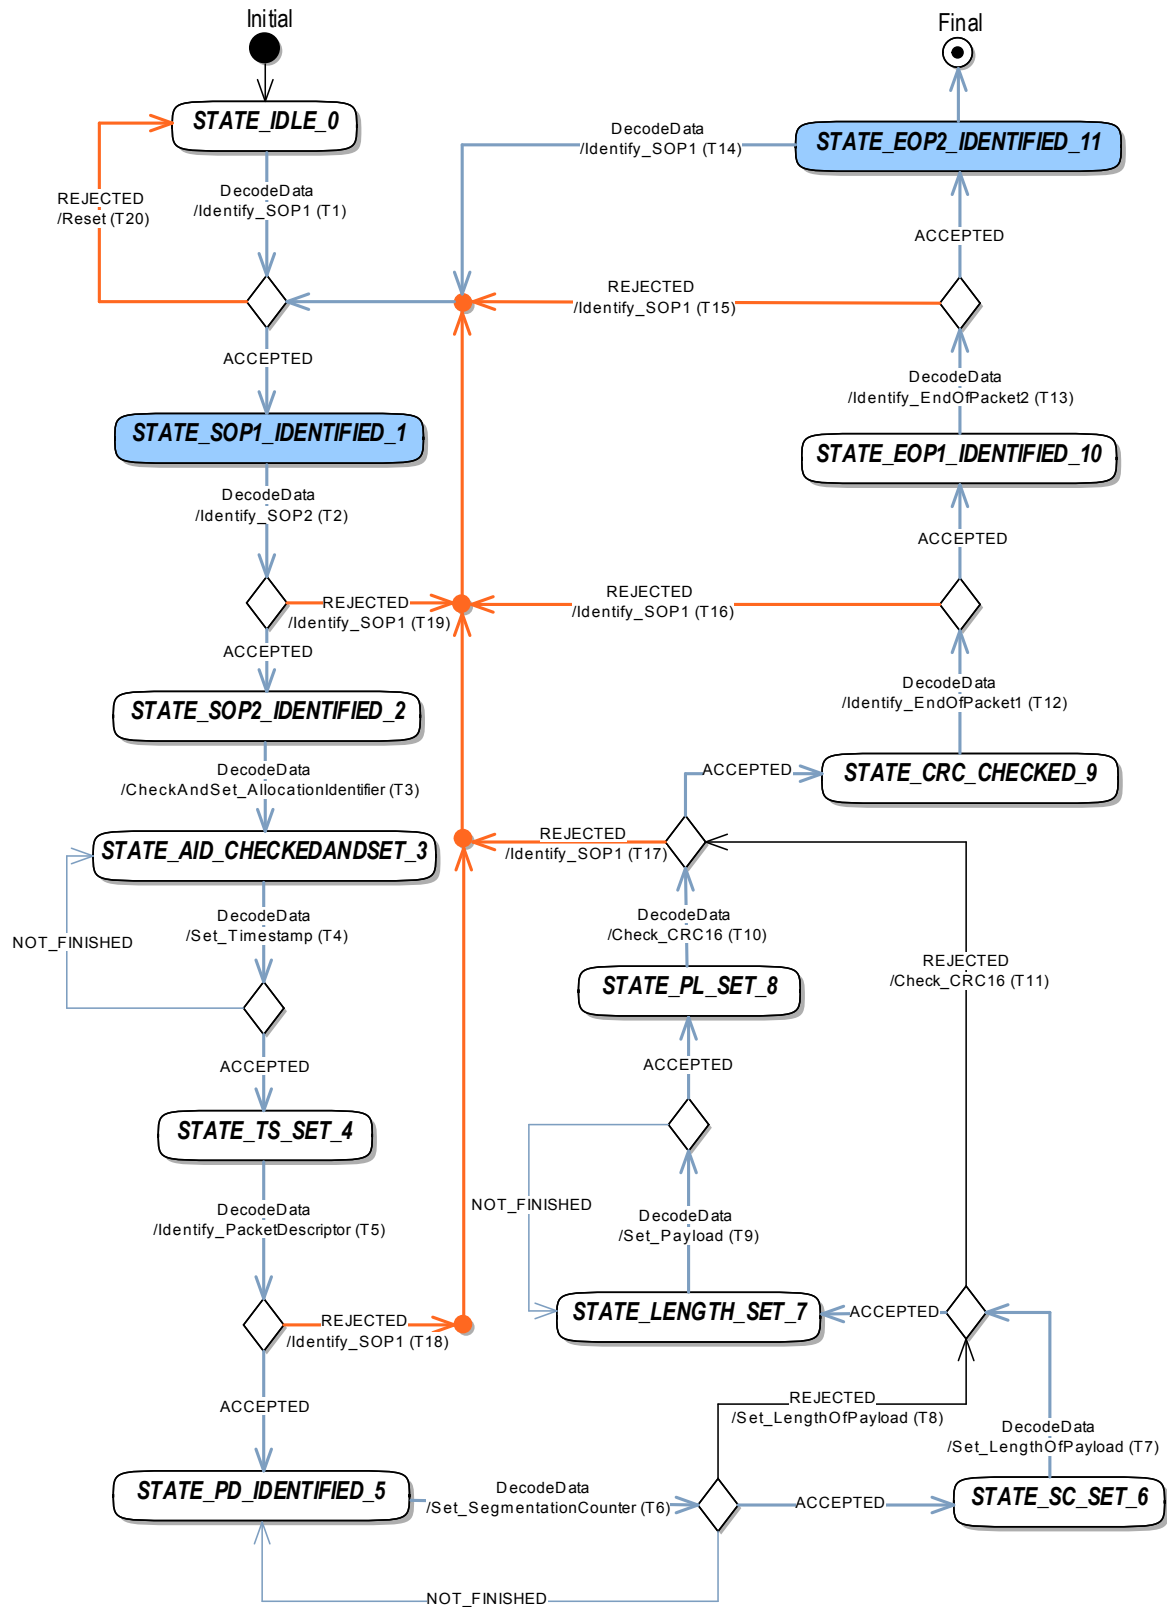 Initial
Final
STATE_IDLE_0
DecodeData
/Identify_SOP1 (T14)
STATE_EOP2_IDENTIFIED_11
REJECTED
/Reset (T20)
DecodeData
/Identify_SOP1 (T1)
ACCEPTED
REJECTED
/Identify_SOP1 (T15)
ACCEPTED
DecodeData
/Identify_EndOfPacket2 (T13)
STATE_SOP1_IDENTIFIED_1
STATE_EOP1_IDENTIFIED_10
DecodeData
/Identify_SOP2 (T2)
ACCEPTED
REJECTED
/Identify_SOP1 (T19)
REJECTED
/Identify_SOP1 (T16)
ACCEPTED
DecodeData
/Identify_EndOfPacket1 (T12)
STATE_SOP2_IDENTIFIED_2
DecodeData
/CheckAndSet_AllocationIdentifier (T3)
ACCEPTED
STATE_CRC_CHECKED_9
STATE_AID_CHECKEDANDSET_3
REJECTED
/Identify_SOP1 (T17)
DecodeData
/Set_Timestamp (T4)
NOT_FINISHED
DecodeData
/Check_CRC16 (T10)
REJECTED
/Check_CRC16 (T11)
STATE_PL_SET_8
ACCEPTED
ACCEPTED
STATE_TS_SET_4
DecodeData
/Identify_PacketDescriptor (T5)
NOT_FINISHED
DecodeData
/Set_Payload (T9)
STATE_LENGTH_SET_7
ACCEPTED
REJECTED
/Identify_SOP1 (T18)
ACCEPTED
REJECTED
/Set_LengthOfPayload (T8)
DecodeData
/Set_LengthOfPayload (T7)
STATE_PD_IDENTIFIED_5
DecodeData
/Set_SegmentationCounter (T6)
ACCEPTED
STATE_SC_SET_6
NOT_FINISHED